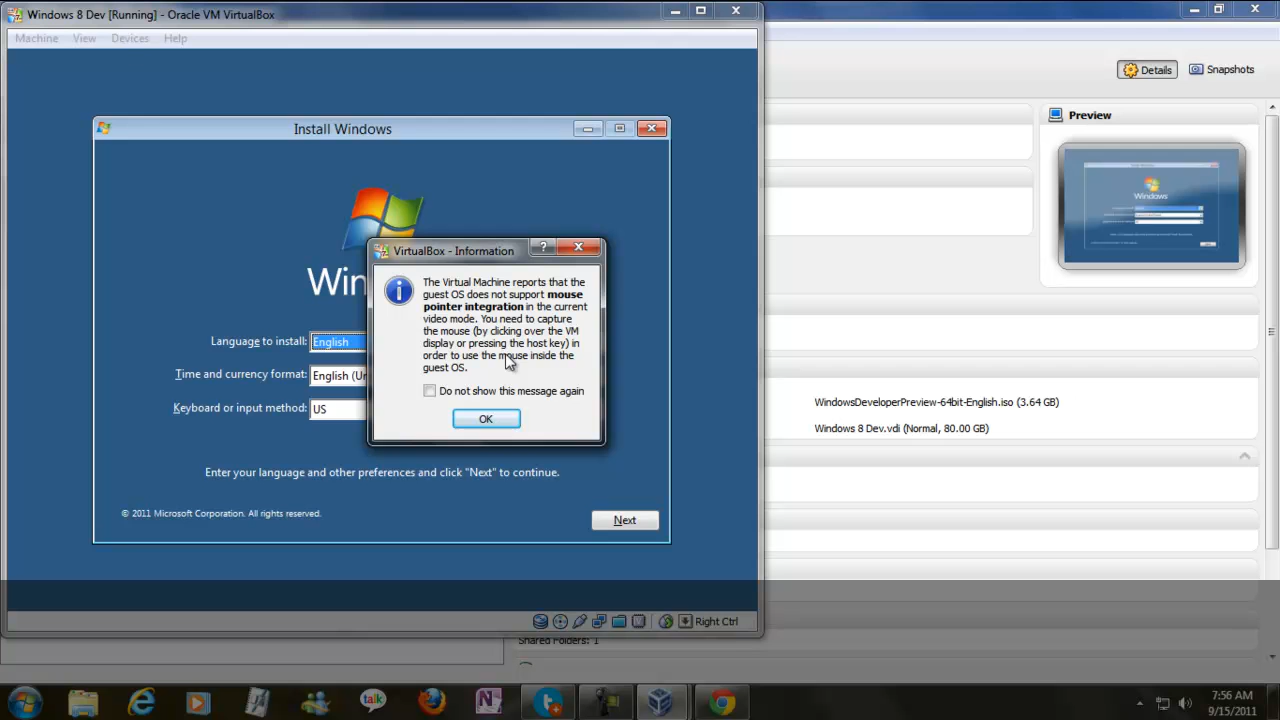 Windows 8 Dev [Running] - Oracle VM VirtualBox
Machine View Devices Help
Details Snapshots
Preview
Install Windows
VirtualBox - Information
The Virtual Machine reports that the
guest OS does not support mouse
pointer integration in the current
video mode. You need to capture
the mouse (by clicking over the VM
display or pressing the host key) in
order to use the mouse inside the
guest OS.
Do not show this message again
OK
Win
Language to install: English
Time and currency format: English (Un
Keyboard or input method: US
Enter your language and other preferences and click "Next" to continue.
© 2011 Microsoft Corporation. All rights reserved.
Next
Windows
WindowsDeveloperPreview-64bit-English.iso (3.64 GB)
Windows 8 Dev.vdi (Normal, 80.00 GB)
Right Ctrl
Shared Folders: 1
talk
N
7:56 AM
9/15/2011